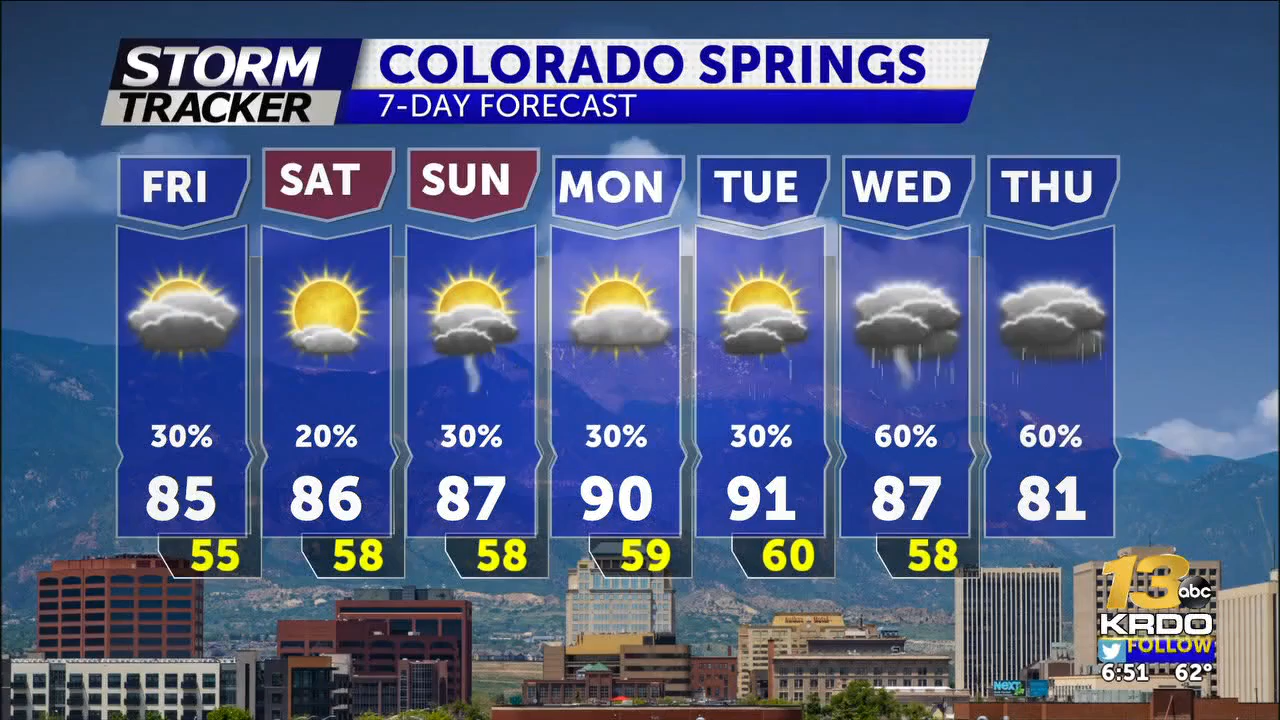 STORM
TRACKER
COLORADO SPRINGS
7-DAY FORECAST
FRI
SAT
SUN
MON
TUE
WED
THU
30%
20%
30%
30%
30%
60%
60%
85
86
87
90
91
87
81
55
58
58
59
60
58
13
abc
KRDO
FOLLOW
6:51 62°
NEXT